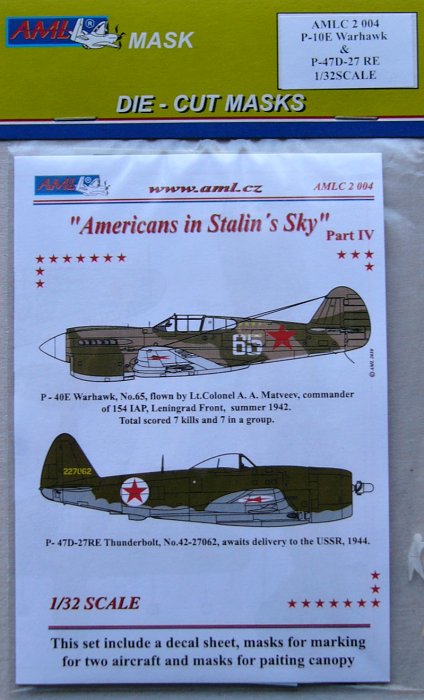 AML® MASK
AMLC 2 004
P-10E Warhawk
&
P-47D-27 RE
1/32SCALE
DIE - CUT MASKS
AML
www.aml.cz
AMLC 2 004
"Americans in Stalin´s Sky"
Part IV
65
© AML 2010
P - 40E Warhawk, No.65, flown by Lt.Colonel A. A. Matveev, commander
of 154 IAP, Leningrad Front, summer 1942.
Total scored 7 kills and 7 in a group.
227062
P- 47D-27RE Thunderbolt, No.42-27062, awaits delivery to the USSR, 1944.
1/32 SCALE
This set include a decal sheet, masks for marking
for two aircraft and masks for paiting canopy